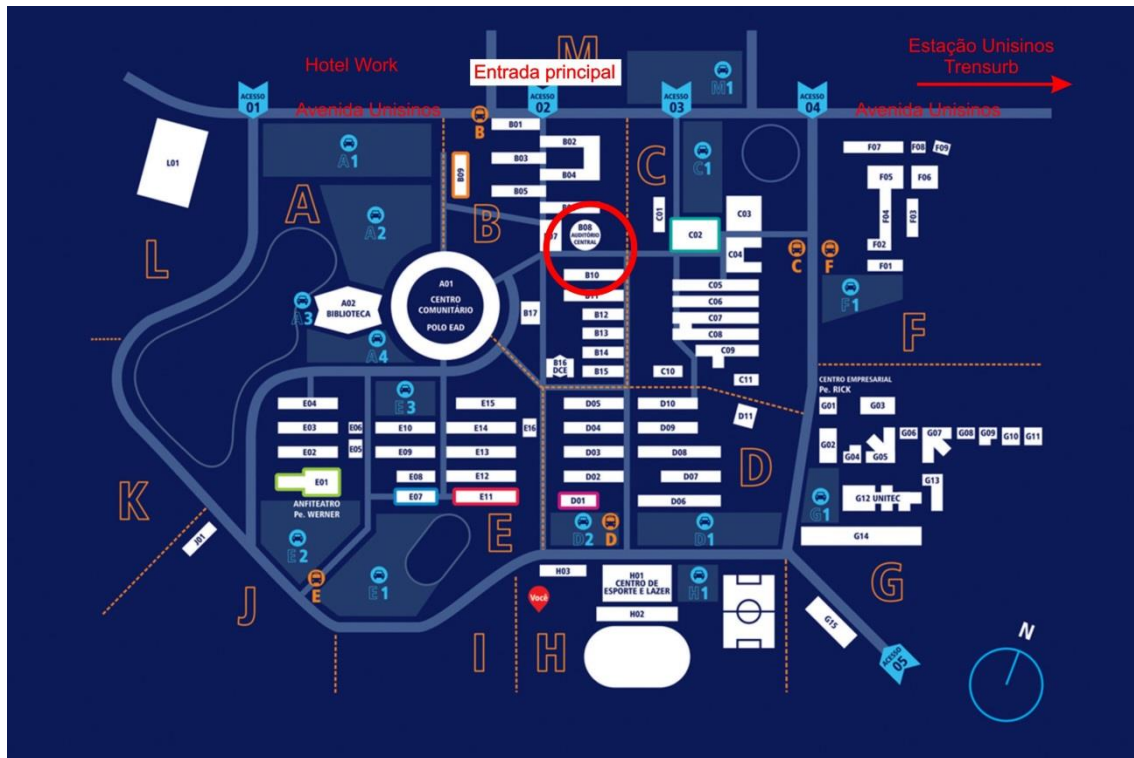 M
Hotel Work
Entrada principal
Estação Unisinos
Trensurb
M1
ACESSO
01
ACESSO
02
ACESSO
03
ACESSO
04
Avenida Unisinos
Avenida Unisinos
B
L01
A1
B01
B02
B03
B04
B05
B09
C
C1
F07
F08
F09
F05
F06
F04
F03
F02
F01
A
A2
B
B08
AUDITÓRIO
CENTRAL
C01
C02
C03
C04
C
F
L
A01
CENTRO
COMUNITÁRIO
POLO EAD
A02
BIBLIOTECA
A3
A4
B10
B17
B12
B13
B14
B15
B16
DCE
C05
C06
C07
C08
C09
C10
C11
F1
F
CENTRO EMPRESARIAL
Pe. RICK
G01
G03
G02
G04
G05
G06
G07
G08
G09
G10
G11
G12 UNITEC
G13
G14
G1
E04
E03
E02
E06
E05
E3
E10
E09
E08
E07
E15
E14
E13
E12
E11
E16
D05
D04
D03
D02
D01
D10
D09
D08
D07
D06
D11
D
K
E01
ANFITEATRO
Pe. WERNER
E2
E
D2
D
D1
J01
J
E
E1
I
H
H03
Você
H01
CENTRO DE
ESPORTE E LAZER
H02
H1
G
G15
ACESSO
05
N